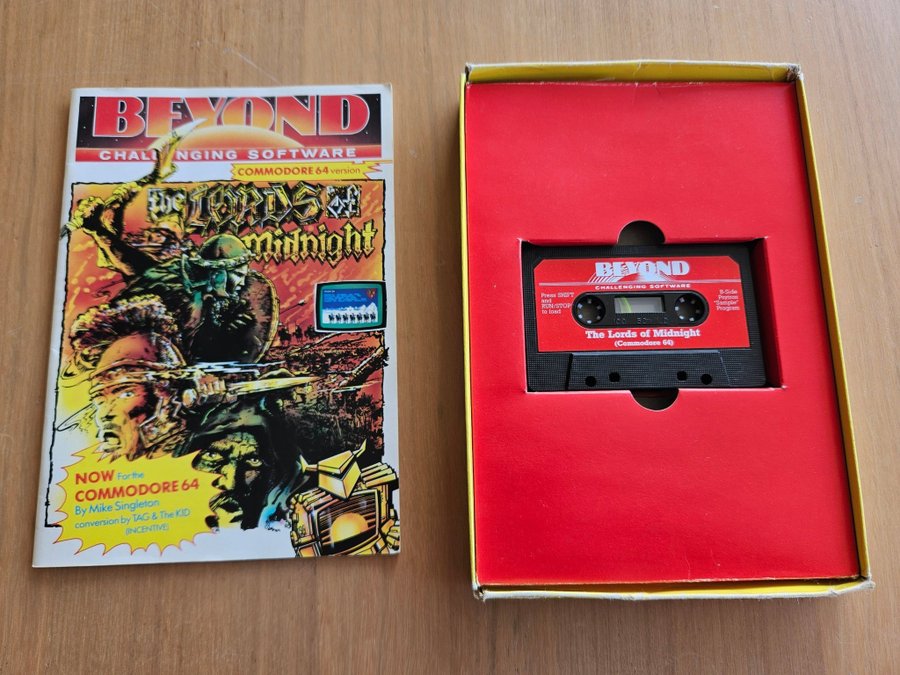 BEYOND
CHALLENGING SOFTWARE
COMMODORE 64 version
the LORDS of
midnight
NOW For the
COMMODORE 64
By Mike Singleton
conversion by TAG & The KID
(INCENTIVE)
BEYOND
CHALLENGING SOFTWARE
Press SHIFT
and
RUN/STOP
to load
B-Side
Psytron
"Sample"
Program
The Lords of Midnight
(Commodore 64)